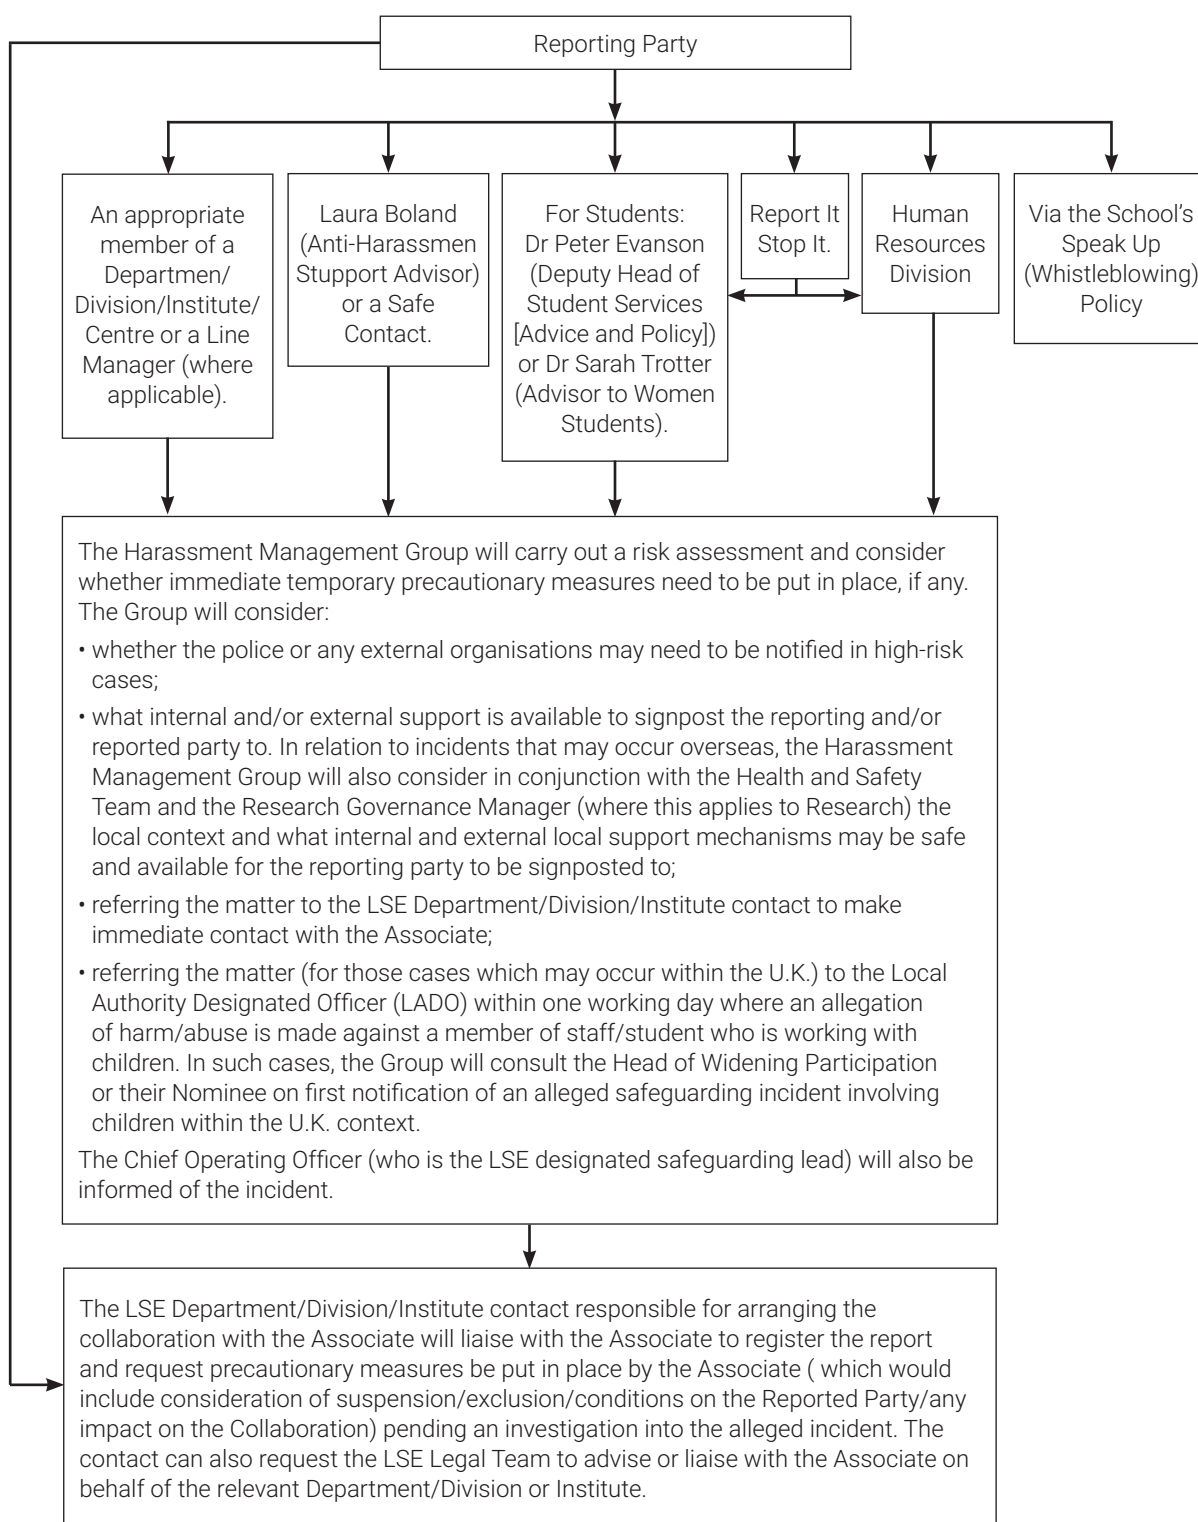 Reporting Party
An appropriate
member of a
Departmen/
Division/Institute/
Centre or a Line
Manager (where
applicable).
Laura Boland
(Anti-Harassmen
Stupport Advisor)
or a Safe
Contact.
For Students:
Dr Peter Evanson
(Deputy Head of
Student Services
[Advice and Policy])
or Dr Sarah Trotter
(Advisor to Women
Students).
Report It
Stop It.
Human
Resources
Division
Via the School's
Speak Up
(Whistleblowing)
Policy
The Harassment Management Group will carry out a risk assessment and consider
whether immediate temporary precautionary measures need to be put in place, if any.
The Group will consider:
• whether the police or any external organisations may need to be notified in high-risk
cases;
• what internal and/or external support is available to signpost the reporting and/or
reported party to. In relation to incidents that may occur overseas, the Harassment
Management Group will also consider in conjunction with the Health and Safety
Team and the Research Governance Manager (where this applies to Research) the
local context and what internal and external local support mechanisms may be safe
and available for the reporting party to be signposted to;
• referring the matter to the LSE Department/Division/Institute contact to make
immediate contact with the Associate;
• referring the matter (for those cases which may occur within the U.K.) to the Local
Authority Designated Officer (LADO) within one working day where an allegation
of harm/abuse is made against a member of staff/student who is working with
children. In such cases, the Group will consult the Head of Widening Participation
or their Nominee on first notification of an alleged safeguarding incident involving
children within the U.K. context.
The Chief Operating Officer (who is the LSE designated safeguarding lead) will also be
informed of the incident.
The LSE Department/Division/Institute contact responsible for arranging the
collaboration with the Associate will liaise with the Associate to register the report
and request precautionary measures be put in place by the Associate ( which would
include consideration of suspension/exclusion/conditions on the Reported Party/any
impact on the Collaboration) pending an investigation into the alleged incident. The
contact can also request the LSE Legal Team to advise or liaise with the Associate on
behalf of the relevant Department/Division or Institute.